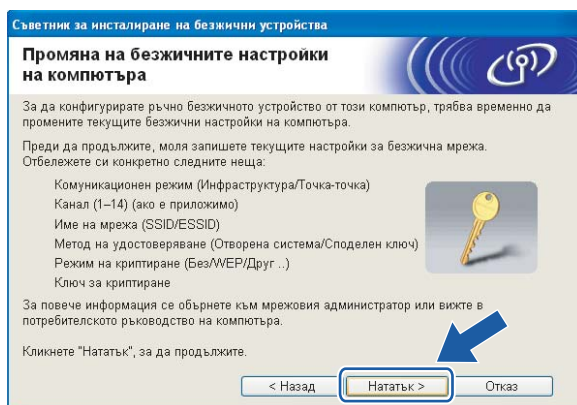 Съветник за инсталиране на безжични устройства
Промяна на безжичните настройки
на компютъра
За да конфигурирате ръчно безжичното устройство от този компютър, трябва временно да
промените текущите безжични настройки на компютъра.
Преди да продължите, моля запишете текущите настройки за безжична мрежа.
Отбележете си конкретно следните неща:
Комуникационен режим (Инфраструктура/Точка-точка)
Канал (1–14) (ако е приложимо)
Име на мрежа (SSID/ESSID)
Метод на удостоверяване (Отворена система/Споделен ключ)
Режим на криптиране (Без/WEP/Друг ..)
Ключ за криптиране
За повече информация се обърнете към мрежовия администратор или вижте в
потребителското ръководство на компютъра.
Кликнете "Нататък", за да продължите.
< Назад Нататък > Отказ